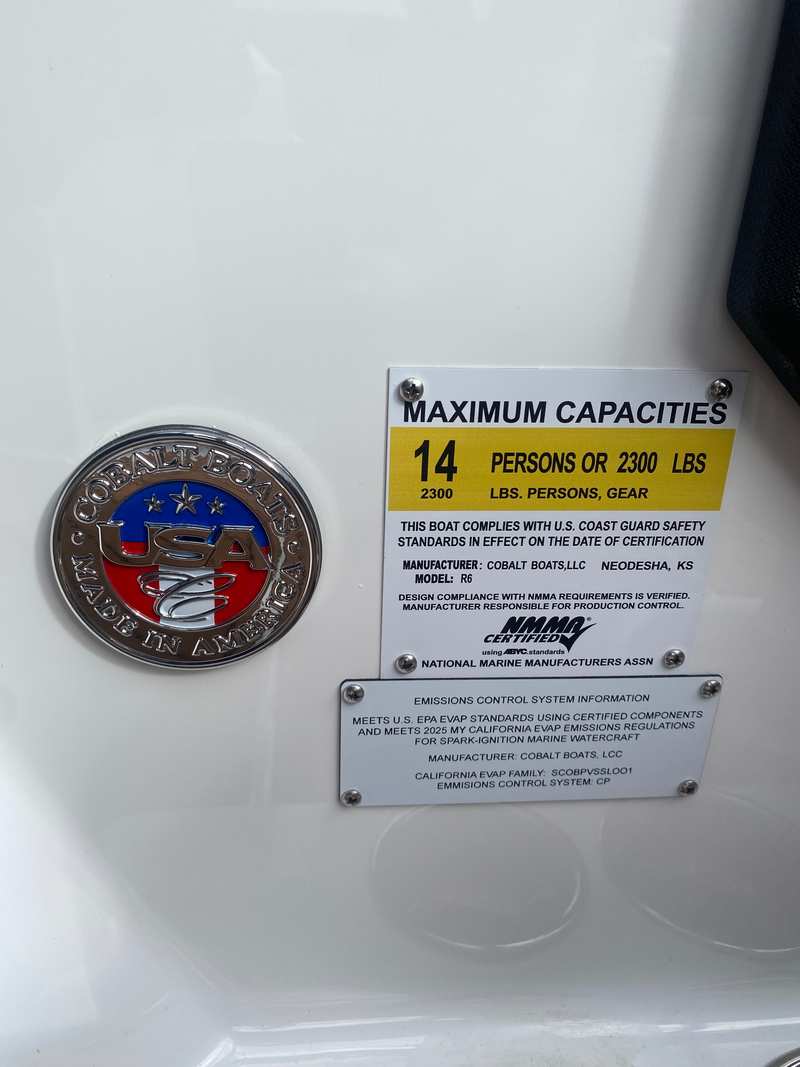 COBALT BOATS
USA
MADE IN AMERICA
MAXIMUM CAPACITIES
14 PERSONS OR 2300 LBS
2300 LBS. PERSONS, GEAR
THIS BOAT COMPLIES WITH U.S. COAST GUARD SAFETY
STANDARDS IN EFFECT ON THE DATE OF CERTIFICATION
MANUFACTURER: COBALT BOATS,LLC NEODESHA, KS
MODEL: R6
DESIGN COMPLIANCE WITH NMMA REQUIREMENTS IS VERIFIED.
MANUFACTURER RESPONSIBLE FOR PRODUCTION CONTROL.
NMMA®
CERTIFIED
using ABYC standards
NATIONAL MARINE MANUFACTURERS ASSN
EMISSIONS CONTROL SYSTEM INFORMATION
MEETS U.S. EPA EVAP STANDARDS USING CERTIFIED COMPONENTS
AND MEETS 2025 MY CALIFORNIA EVAP EMISSIONS REGULATIONS
FOR SPARK-IGNITION MARINE WATERCRAFT
MANUFACTURER: COBALT BOATS, LCC
CALIFORNIA EVAP FAMILY: SCOBPVSSLOO1
EMMISIONS CONTROL SYSTEM: CP